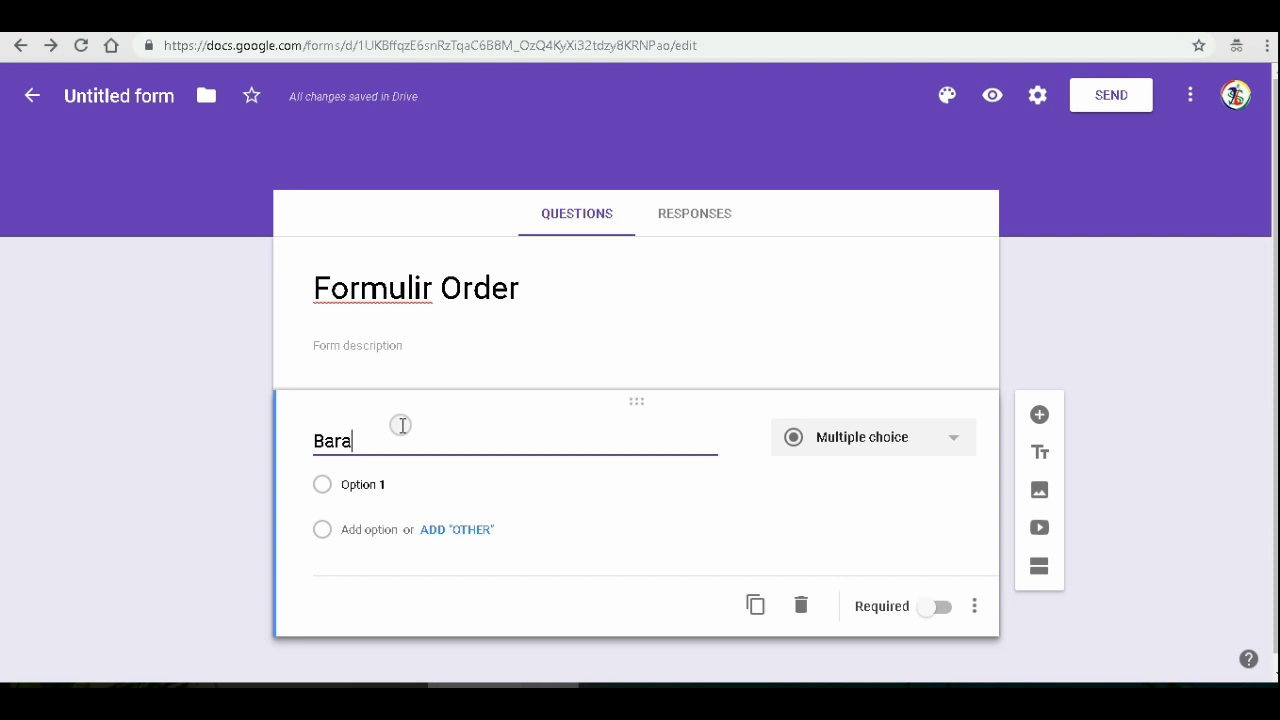 https://docs.google.com/forms/d/1UKBffqzE6snRzTqaC6B8M_OzQ4KyXi32tdzy8KRNPao/edit
Untitled form
All changes saved in Drive
SEND
QUESTIONS RESPONSES
Formulir Order
Form description
Bara
Multiple choice
Option 1
Add option or ADD "OTHER"
Required